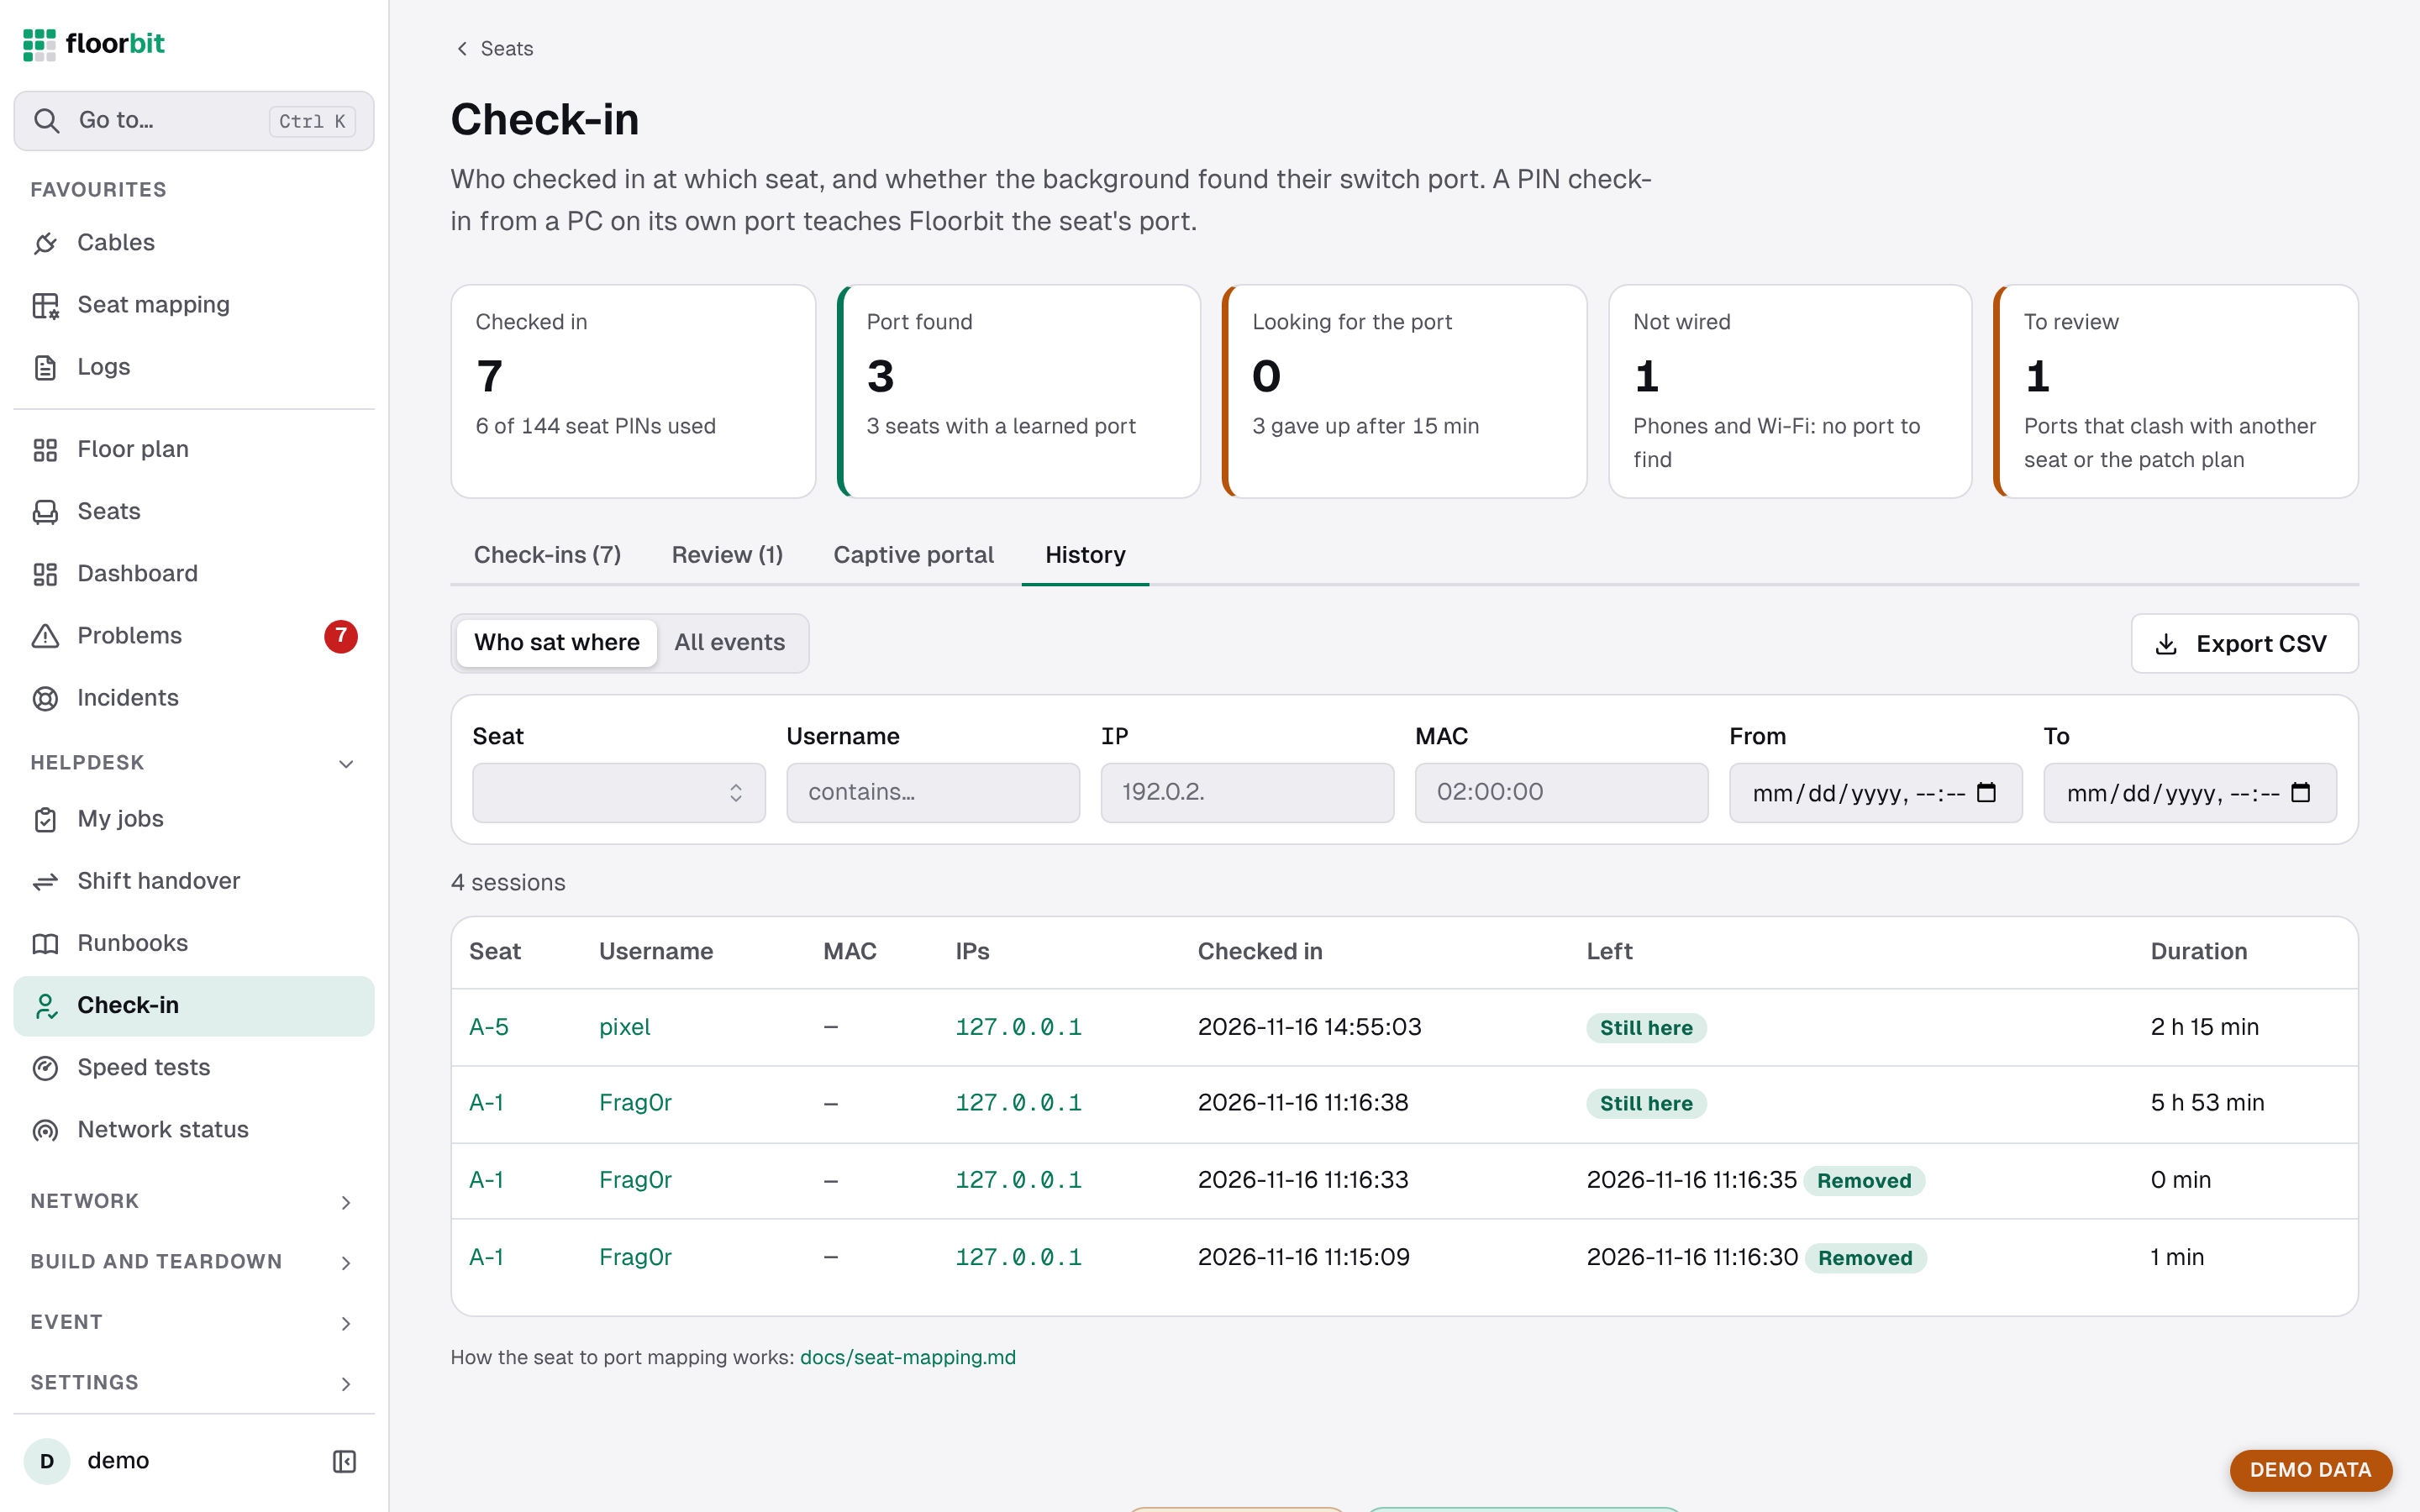 floorbit
Go to...
Ctrl K
FAVOURITES
Cables
Seat mapping
Logs
Floor plan
Seats
Dashboard
Problems
7
Incidents
HELPDESK
My jobs
Shift handover
Runbooks
Check-in
Speed tests
Network status
NETWORK
BUILD AND TEARDOWN
EVENT
SETTINGS
D
demo
Seats
Check-in
Who checked in at which seat, and whether the background found their switch port. A PIN check-
in from a PC on its own port teaches Floorbit the seat's port.
Checked in
7
6 of 144 seat PINs used
Port found
3
3 seats with a learned port
Looking for the port
0
3 gave up after 15 min
Not wired
1
Phones and Wi-Fi: no port to
find
To review
1
Ports that clash with another
seat or the patch plan
Check-ins (7)
Review (1)
Captive portal
History
Who sat where
All events
Export CSV
Seat
Username
IP
MAC
From
To
contains...
192.0.2.
02:00:00
mm/dd/yyyy, --:--
mm/dd/yyyy, --:--
4 sessions
Seat Username MAC IPs Checked in Left Duration
A-5 pixel – 127.0.0.1 2026-11-16 14:55:03 Still here 2 h 15 min
A-1 Frag0r – 127.0.0.1 2026-11-16 11:16:38 Still here 5 h 53 min
A-1 Frag0r – 127.0.0.1 2026-11-16 11:16:33 2026-11-16 11:16:35 Removed 0 min
A-1 Frag0r – 127.0.0.1 2026-11-16 11:15:09 2026-11-16 11:16:30 Removed 1 min
How the seat to port mapping works: docs/seat-mapping.md
DEMO DATA